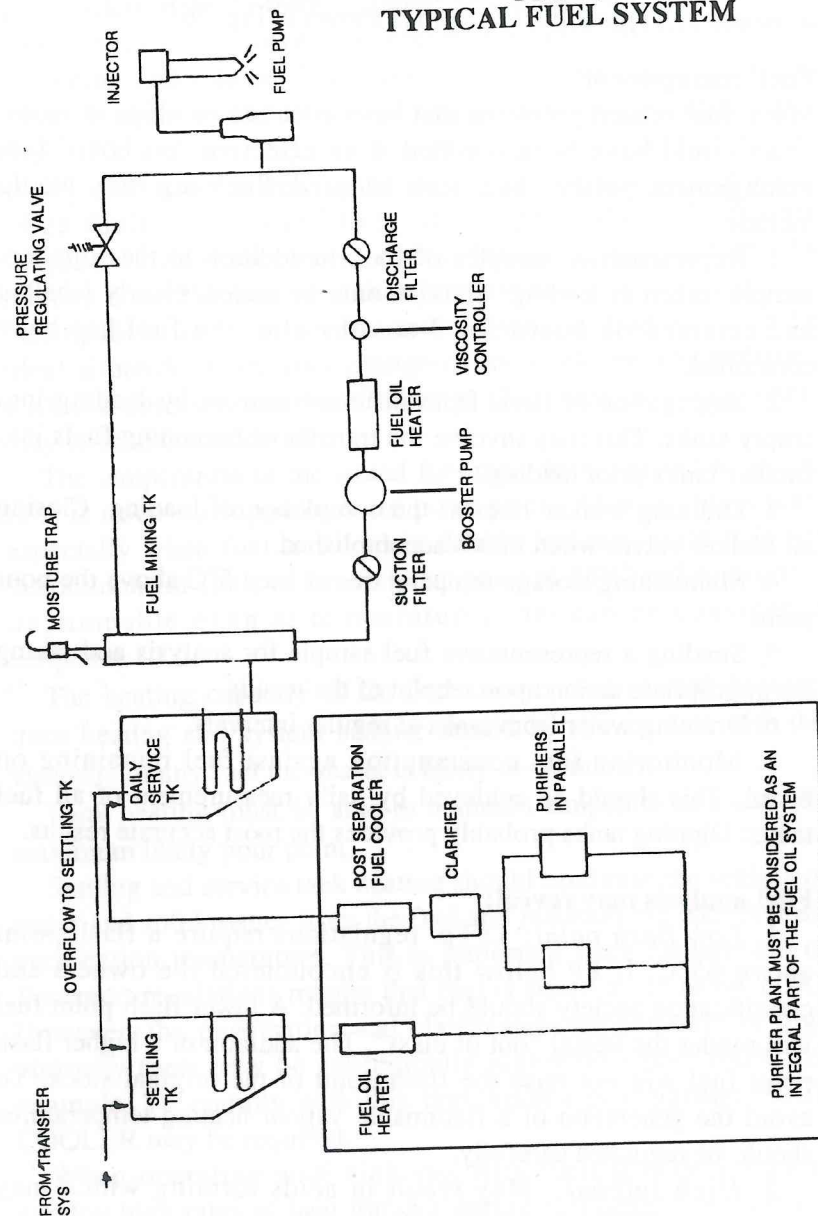 TYPICAL FUEL SYSTEM
INJECTOR
FUEL PUMP
PRESSURE
REGULATING VALVE
DISCHARGE
FILTER
VISCOSITY
CONTROLLER
FUEL OIL
HEATER
BOOSTER PUMP
SUCTION
FILTER
MOISTURE TRAP
FUEL MIXING TK
DAILY
SERVICE
TK
OVERFLOW TO SETTLING TK
SETTLING
TK
FROM TRANSFER
SYS
POST SEPARATION
FUEL COOLER
CLARIFIER
PURIFIERS
IN PARALLEL
FUEL OIL
HEATER
PURIFIER PLANT MUST BE CONSIDERED AS AN
INTEGRAL PART OF THE FUEL OIL SYSTEM